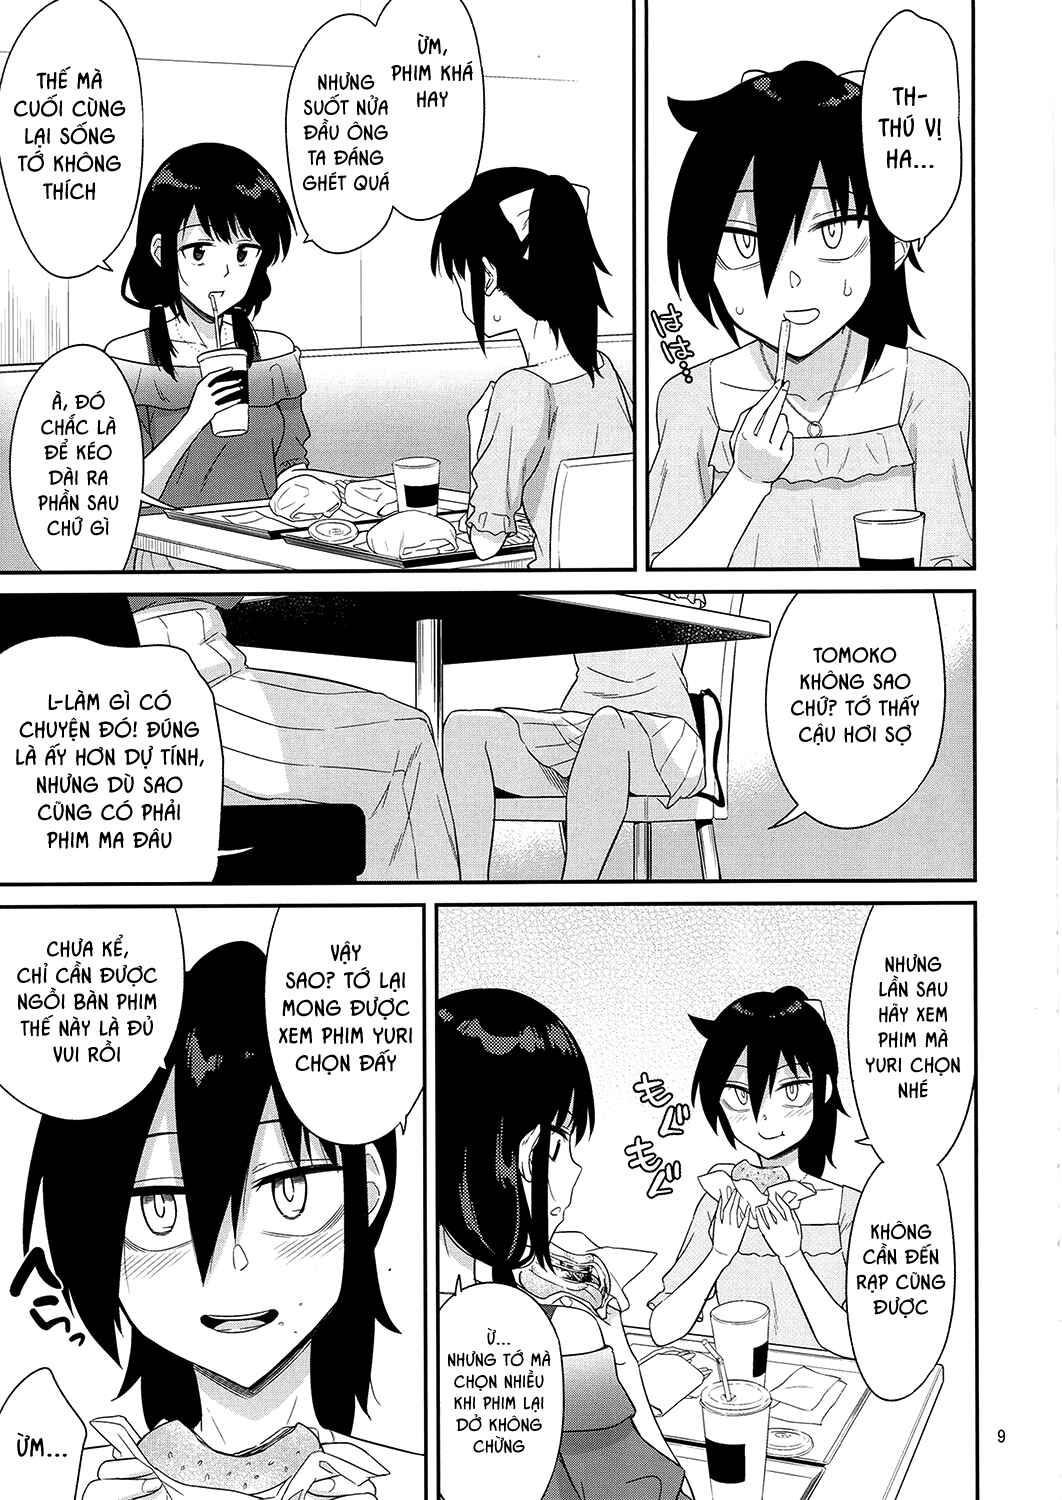 TH-
THÚ VỊ
HA...
はは…
ỪM,
PHIM KHÁ
HAY
NHƯNG
SUỐT NỬA
ĐẦU ÔNG
TA ĐÁNG
GHÉT QUÁ
THẾ MÀ
CUỐI CÙNG
LẠI SỐNG
TỚ KHÔNG
THÍCH
À, ĐÓ
CHẮC LÀ
ĐỂ KÉO
DÀI RA
PHẦN SAU
CHỨ GÌ
TOMOKO
KHÔNG SAO
CHỨ? TỚ THẤY
CẬU HƠI SỢ
L-LÀM GÌ CÓ
CHUYỆN ĐÓ! ĐÚNG
LÀ ẤY HƠN DỰ TÍNH,
NHƯNG DÙ SAO
CŨNG CÓ PHẢI
PHIM MA ĐÂU
NHƯNG
LẦN SAU
HÃY XEM
PHIM MÀ
YURI CHỌN
NHÉ
KHÔNG
CẦN ĐẾN
RẠP CŨNG
ĐƯỢC
もぐ
もぐ
Ừ...
NHƯNG TỚ MÀ
CHỌN NHIỀU
KHI PHIM LẠI
DỞ KHÔNG
CHỪNG
VẬY
SAO? TỚ LẠI
MONG ĐƯỢC
XEM PHIM YURI
CHỌN ĐẤY
CHƯA KỂ,
CHỈ CẦN ĐƯỢC
NGỒI BÀN PHIM
THẾ NÀY LÀ ĐỦ
VUI RỒI
ỪM...
9